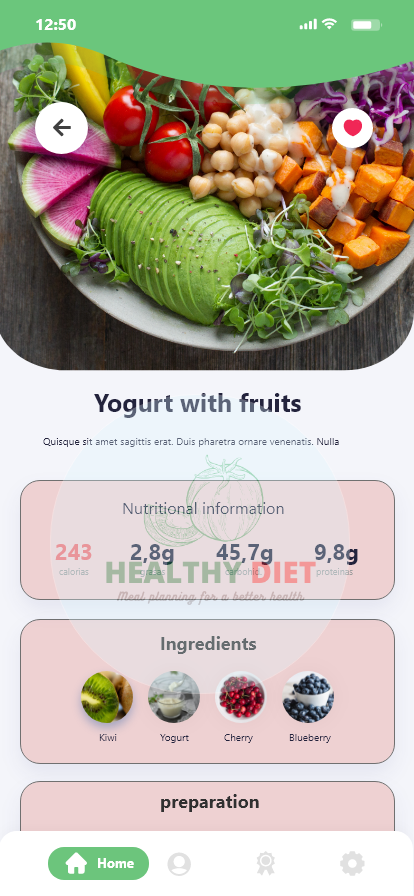 12:50
Yogurt with fruits
Quisque sit amet sagittis erat. Duis pharetra ornare venenatis. Nulla
Nutritional information
243 2,8g 45,7g 9,8g
calorias grasas carbohid. proteinas
HEALTHY DIET
Meal planning for a better health
Ingredients
Kiwi Yogurt Cherry Blueberry
preparation
Home